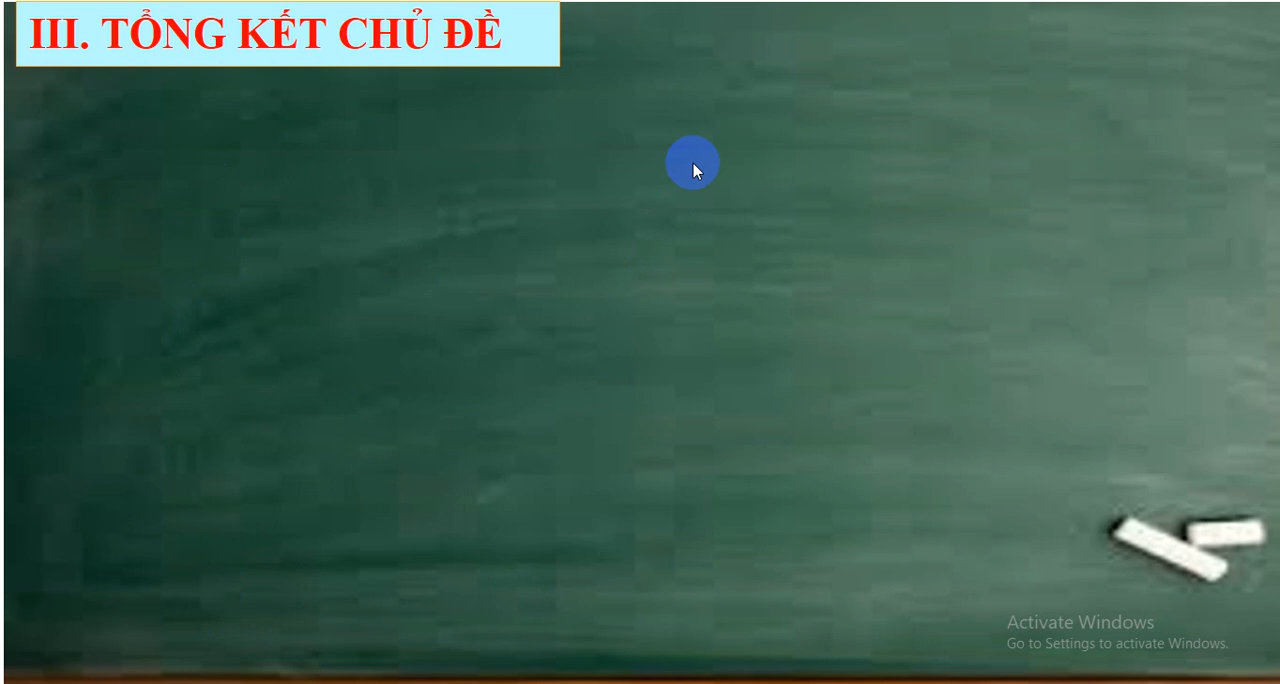 III. TỔNG KẾT CHỦ ĐỀ
Activate Windows
Go to Settings to activate Windows.